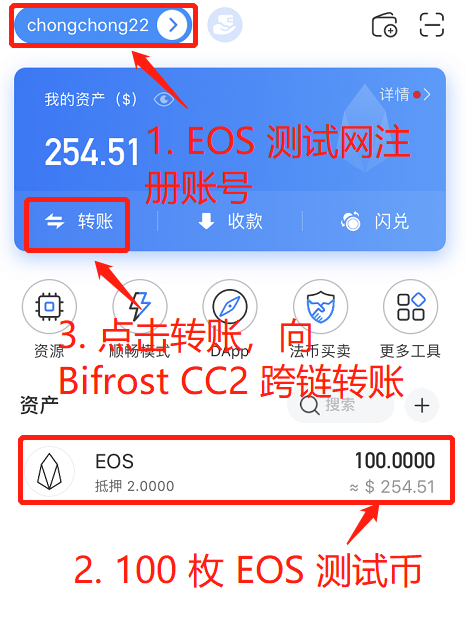 chongchong22
我的资产（$）
详情
254.51
1. EOS 测试网注
册账号
转账
收款
闪兑
资源
顺畅模式
DApp
法币买卖
更多工具
3. 点击转账，向
Bifrost CC2 跨链转账
资产
搜索
EOS
100.0000
抵押 2.0000
≈ $ 254.51
2. 100 枚 EOS 测试币